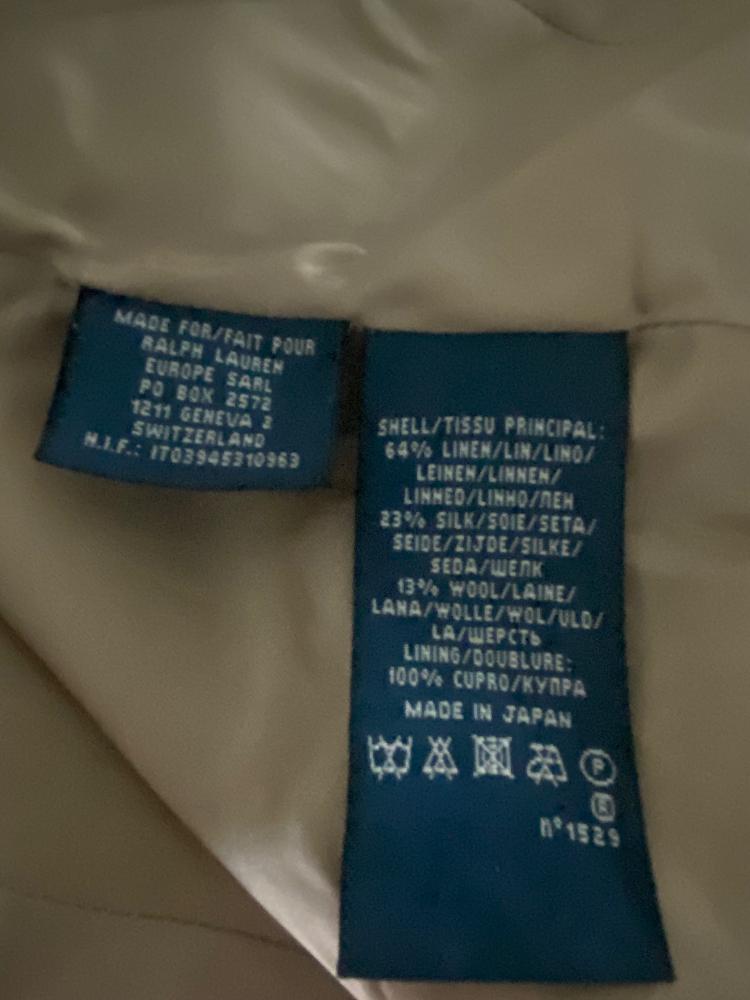 MADE FOR/FAIT POUR
RALPH LAUREN
EUROPE SARL
PO BOX 2572
1211 GENEVA 2
SWITZERLAND
N.I.F.: IT03945310963
SHELL/TISSU PRINCIPAL:
64% LINEN/LIN/LINO/
LEINEN/LINNEN/
LINNED/LINHO/ЛЕН
23% SILK/SOIE/SETA/
SEIDE/ZIJDE/SILKE/
SEDA/ШЕЛК
13% WOOL/LAINE/
LANA/WOLLE/WOL/ULD/
LA/ШЕРСТЬ
LINING/DOUBLURE:
100% CUPRO/КУПРА
MADE IN JAPAN
P
n°1529